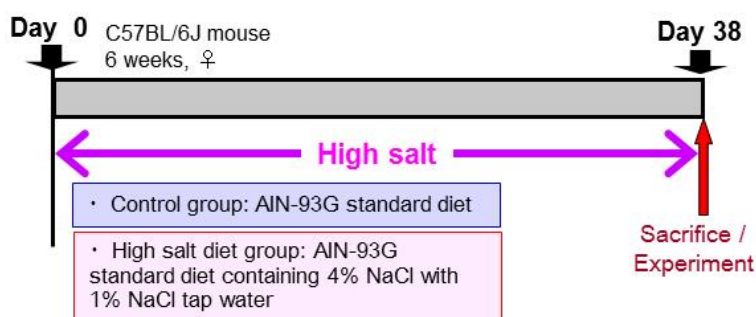 Day 0
C57BL/6J mouse
6 weeks, ♀
Day 38
High salt
・ Control group: AIN-93G standard diet
・ High salt diet group: AIN-93G
standard diet containing 4% NaCl with
1% NaCl tap water
Sacrifice /
Experiment